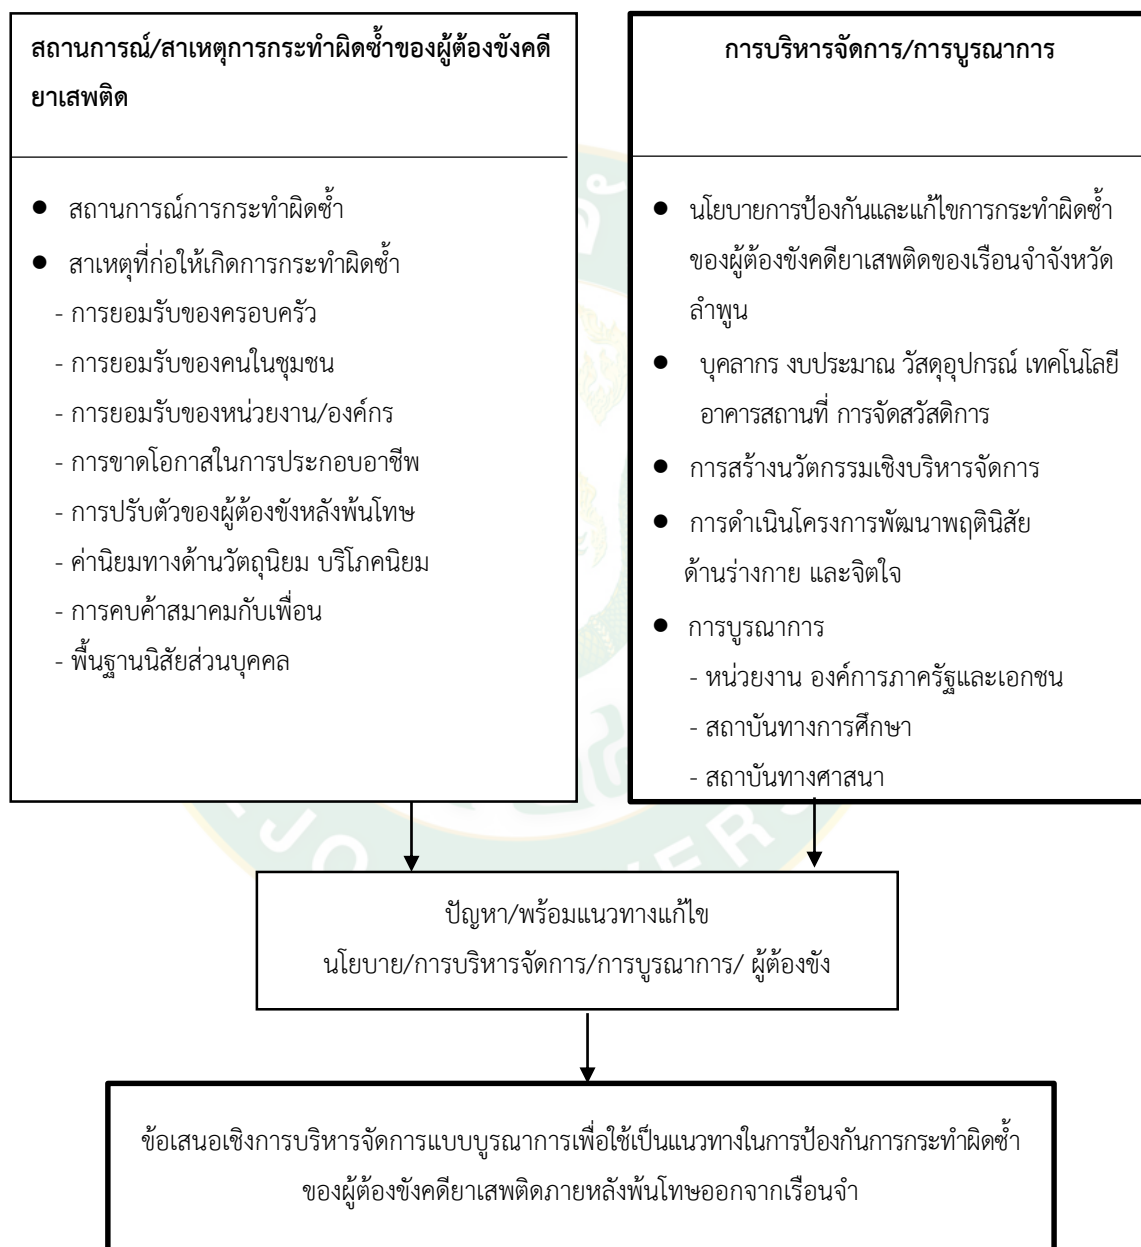 สถานการณ์/สาเหตุการกระทำผิดซ้ำของผู้ต้องขังคดี
ยาเสพติด
● สถานการณ์การกระทำผิดซ้ำ
● สาเหตุที่ก่อให้เกิดการกระทำผิดซ้ำ
- การยอมรับของครอบครัว
- การยอมรับของคนในชุมชน
- การยอมรับของหน่วยงาน/องค์กร
- การขาดโอกาสในการประกอบอาชีพ
- การปรับตัวของผู้ต้องขังหลังพ้นโทษ
- ค่านิยมทางด้านวัตถุนิยม บริโภคนิยม
- การคบค้าสมาคมกับเพื่อน
- พื้นฐานนิสัยส่วนบุคคล
การบริหารจัดการ/การบูรณาการ
● นโยบายการป้องกันและแก้ไขการกระทำผิดซ้ำ
ของผู้ต้องขังคดียาเสพติดของเรือนจำจังหวัด
ลำพูน
● บุคลากร งบประมาณ วัสดุอุปกรณ์ เทคโนโลยี
อาคารสถานที่ การจัดสวัสดิการ
● การสร้างนวัตกรรมเชิงบริหารจัดการ
● การดำเนินโครงการพัฒนาพฤตินิสัย
ด้านร่างกาย และจิตใจ
● การบูรณาการ
- หน่วยงาน องค์การภาครัฐและเอกชน
- สถาบันทางการศึกษา
- สถาบันทางศาสนา
ปัญหา/พร้อมแนวทางแก้ไข
นโยบาย/การบริหารจัดการ/การบูรณาการ/ ผู้ต้องขัง
ข้อเสนอเชิงการบริหารจัดการแบบบูรณาการเพื่อใช้เป็นแนวทางในการป้องกันการกระทำผิดซ้ำ
ของผู้ต้องขังคดียาเสพติดภายหลังพ้นโทษออกจากเรือนจำ